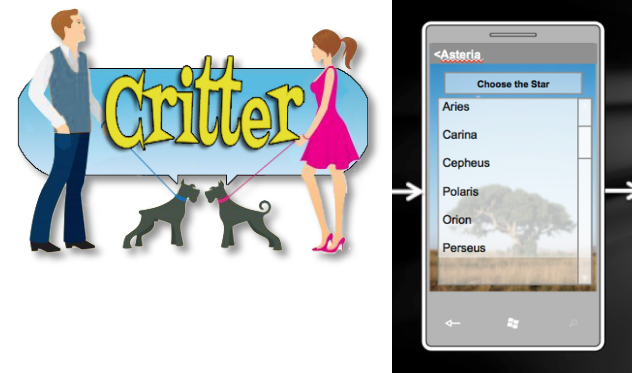 Critter
<Asteria
Choose the Star
Aries
Carina
Cepheus
Polaris
Orion
Perseus